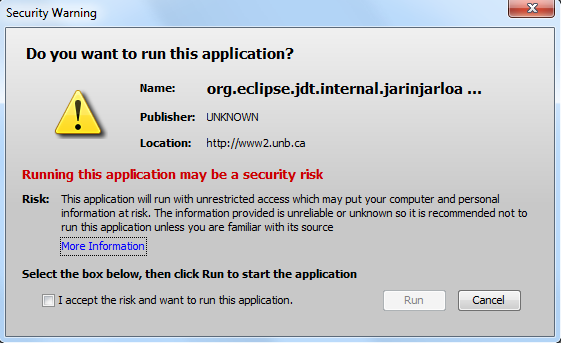 Security Warning
Do you want to run this application?
Name: org.eclipse.jdt.internal.jarinjarloa ...
Publisher: UNKNOWN
Location: http://www2.unb.ca
Running this application may be a security risk
Risk: This application will run with unrestricted access which may put your computer and personal
information at risk. The information provided is unreliable or unknown so it is recommended not to
run this application unless you are familiar with its source
More Information
Select the box below, then click Run to start the application
I accept the risk and want to run this application.
Run Cancel